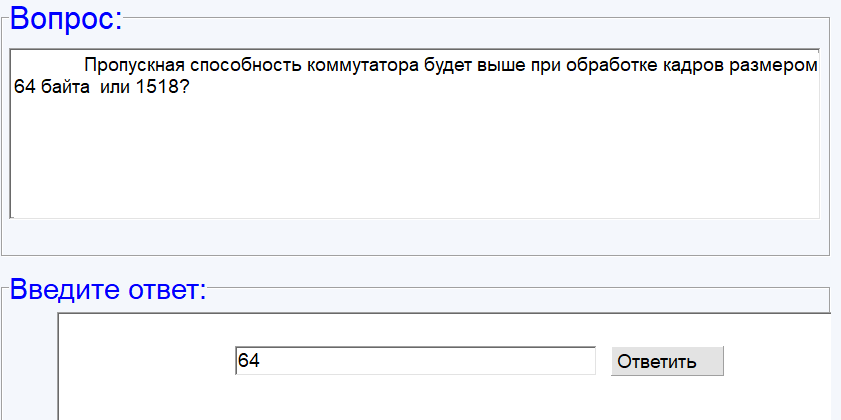 Вопрос:
Пропускная способность коммутатора будет выше при обработке кадров размером
64 байта или 1518?
Введите ответ:
64
Ответить